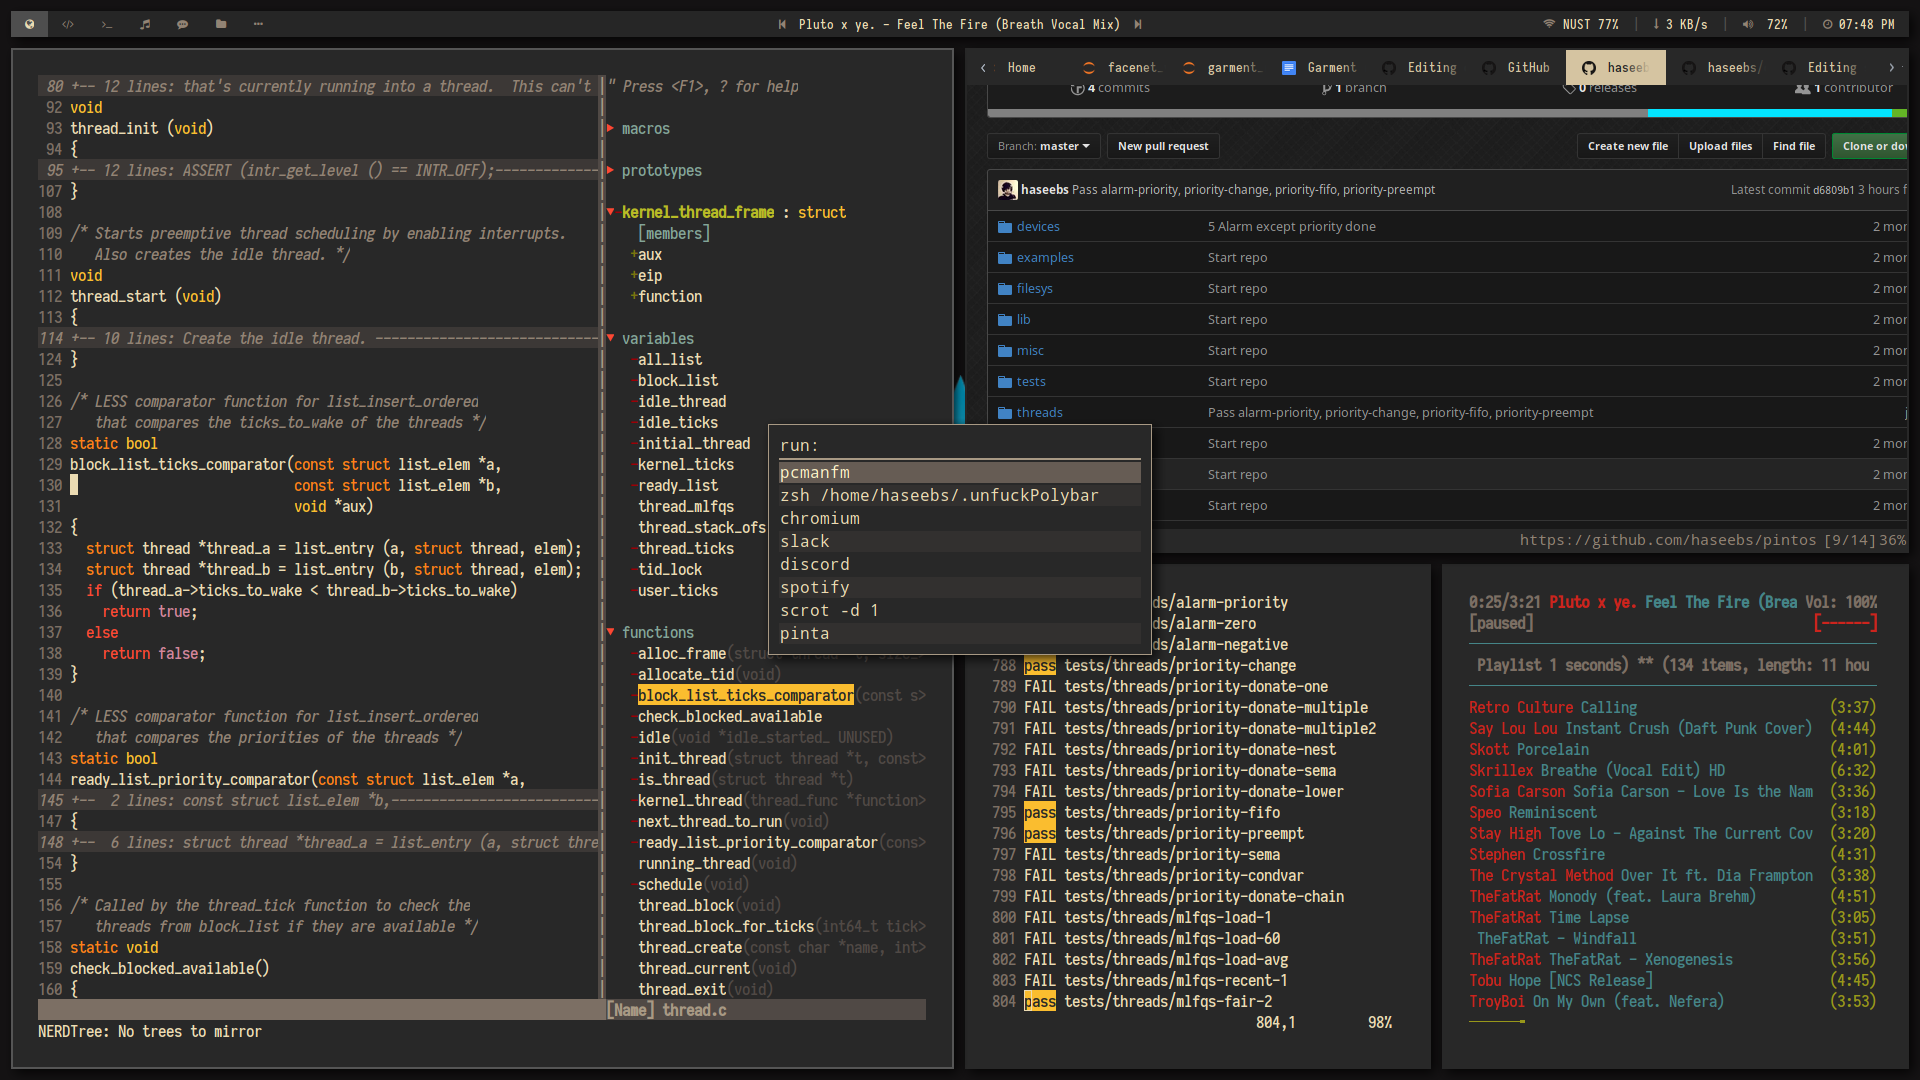 Pluto x ye. – Feel The Fire (Breath Vocal Mix)
NUST 77%
3 KB/s
72%
07:48 PM
80 +-- 12 lines: that's currently running into a thread.  This can't
92 void
93 thread_init (void)
94 {
95 +-- 12 lines: ASSERT (intr_get_level () == INTR_OFF);-------------
107 }
108
109 /* Starts preemptive thread scheduling by enabling interrupts.
110    Also creates the idle thread. */
111 void
112 thread_start (void)
113 {
114 +-- 10 lines: Create the idle thread. ----------------------------
124 }
125
126 /* LESS comparator function for list_insert_ordered
127    that compares the ticks_to_wake of the threads */
128 static bool
129 block_list_ticks_comparator(const struct list_elem *a,
130                             const struct list_elem *b,
131                             void *aux)
132 {
133   struct thread *thread_a = list_entry (a, struct thread, elem);
134   struct thread *thread_b = list_entry (b, struct thread, elem);
135   if (thread_a->ticks_to_wake < thread_b->ticks_to_wake)
136     return true;
137   else
138     return false;
139 }
140
141 /* LESS comparator function for list_insert_ordered
142    that compares the priorities of the threads */
143 static bool
144 ready_list_priority_comparator(const struct list_elem *a,
145 +--  2 lines: const struct list_elem *b,--------------------------
147 {
148 +--  6 lines: struct thread *thread_a = list_entry (a, struct thre
154 }
155
156 /* Called by the thread_tick function to check the
157    threads from block_list if they are available */
158 static void
159 check_blocked_available()
160 {
NERDTree: No trees to mirror
" Press <F1>, ? for help
macros
prototypes
kernel_thread_frame : struct
[members]
+aux
+eip
+function
variables
all_list
block_list
idle_thread
idle_ticks
initial_thread
kernel_ticks
ready_list
thread_mlfqs
thread_stack_ofs
thread_ticks
tid_lock
user_ticks
functions
alloc_frame(struct thread *t, size>
allocate_tid(void)
block_list_ticks_comparator(const s>
check_blocked_available
idle(void *idle_started_ UNUSED)
init_thread(struct thread *t, const>
is_thread(struct thread *t)
kernel_thread(thread_func *function>
next_thread_to_run(void)
ready_list_priority_comparator(cons>
running_thread(void)
schedule(void)
thread_block(void)
thread_block_for_ticks(int64_t tick>
thread_create(const char *name, int>
thread_current(void)
thread_exit(void)
[Name] thread.c
run:
pcmanfm
zsh /home/haseebs/.unfuckPolybar
chromium
slack
discord
spotify
scrot -d 1
pinta
Home facenet garment Garment Editing GitHub haseeb haseebs/ Editing
4 commits 1 branch 0 releases 1 contributor
Branch: master New pull request Create new file Upload files Find file Clone or dow
haseebs Pass alarm-priority, priority-change, priority-fifo, priority-preempt Latest commit d6809b1 3 hours f
devices 5 Alarm except priority done 2 mon
examples Start repo 2 mon
filesys Start repo 2 mon
lib Start repo 2 mon
misc Start repo 2 mon
tests Start repo 2 mon
threads Pass alarm-priority, priority-change, priority-fifo, priority-preempt j
Start repo 2 mon
Start repo 2 mon
Start repo 2 mon
https://github.com/haseebs/pintos [9/14]36%
ds/alarm-priority
ds/alarm-zero
ds/alarm-negative
788 pass tests/threads/priority-change
789 FAIL tests/threads/priority-donate-one
790 FAIL tests/threads/priority-donate-multiple
791 FAIL tests/threads/priority-donate-multiple2
792 FAIL tests/threads/priority-donate-nest
793 FAIL tests/threads/priority-donate-sema
794 FAIL tests/threads/priority-donate-lower
795 pass tests/threads/priority-fifo
796 pass tests/threads/priority-preempt
797 FAIL tests/threads/priority-sema
798 FAIL tests/threads/priority-condvar
799 FAIL tests/threads/priority-donate-chain
800 FAIL tests/threads/mlfqs-load-1
801 FAIL tests/threads/mlfqs-load-60
802 FAIL tests/threads/mlfqs-load-avg
803 FAIL tests/threads/mlfqs-recent-1
804 pass tests/threads/mlfqs-fair-2
804,1 98%
0:25/3:21 Pluto x ye. Feel The Fire (Brea Vol: 100%
[paused] [------]
Playlist 1 seconds) ** (134 items, length: 11 hou
Retro Culture Calling (3:37)
Say Lou Lou Instant Crush (Daft Punk Cover) (4:44)
Skott Porcelain (4:01)
Skrillex Breathe (Vocal Edit) HD (6:32)
Sofia Carson Sofia Carson – Love Is the Nam (3:36)
Speo Reminiscent (3:18)
Stay High Tove Lo – Against The Current Cov (3:20)
Stephen Crossfire (4:31)
The Crystal Method Over It ft. Dia Frampton (3:38)
TheFatRat Monody (feat. Laura Brehm) (4:51)
TheFatRat Time Lapse (3:05)
TheFatRat – Windfall (3:51)
TheFatRat TheFatRat – Xenogenesis (3:56)
Tobu Hope [NCS Release] (4:45)
TroyBoi On My Own (feat. Nefera) (3:53)